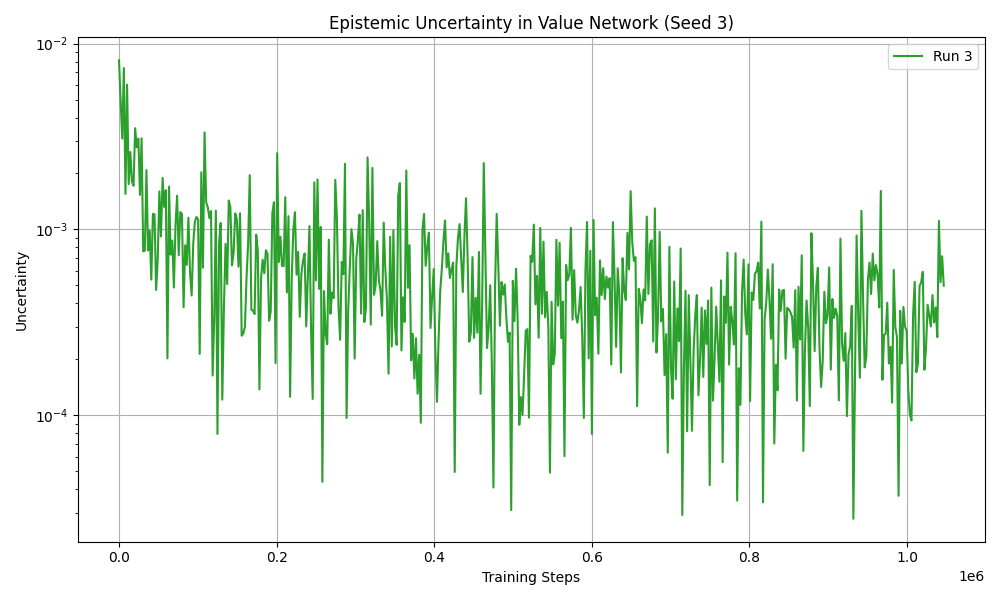 Epistemic Uncertainty in Value Network (Seed 3)
Run 3
Uncertainty
10⁻²
10⁻³
10⁻⁴
0.0 0.2 0.4 0.6 0.8 1.0
1e6
Training Steps